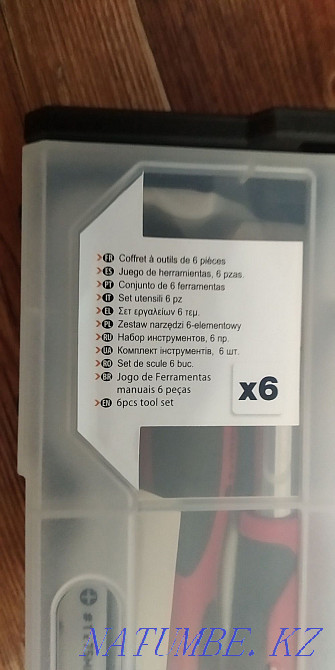 FR Coffret à outils de 6 pièces
ES Juego de herramientas, 6 pzas.
PT Conjunto de 6 ferramentas
IT Set utensili 6 pz
EL Σετ εργαλείων 6 τεμ.
PL Zestaw narzędzi 6-elementowy
RU Набор инструментов, 6 пр.
UA Комплект інструментів, 6 шт.
RO Set de scule 6 buc.
BR Jogo de Ferramentas
manuais 6 peças
EN 6pcs tool set
x6
NATUMBE.KZ